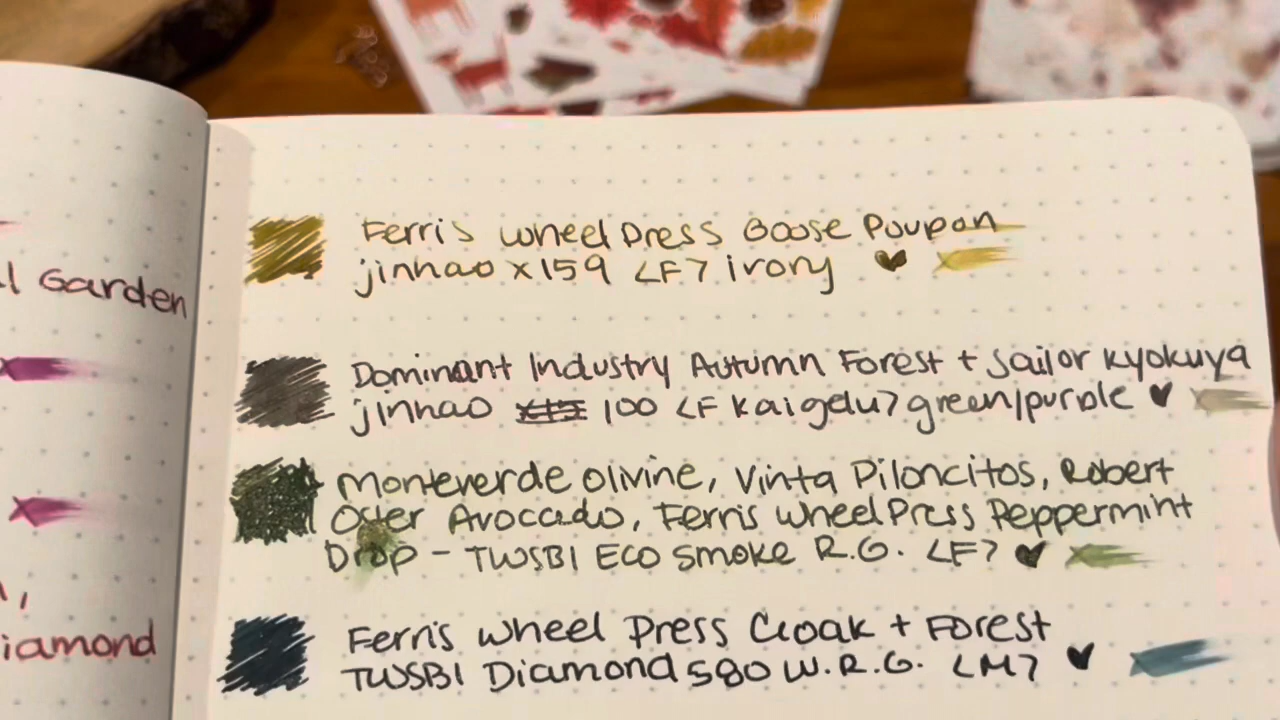 l Garden
iamond
Ferris wheel Press Goose Poupon
jinhao x159 <F> ivory
Dominant Industry Autumn Forest + Sailor Kyokuya
jinhao 100 <F Kaigelu> green/purple
Monteverde Olivine, Vinta Piloncitos, Robert
Oster Avocado, Ferris Wheel Press Peppermint
Drop - TWSBI ECO Smoke R.G. <F>
Ferris Wheel Press Cloak + Forest
TWSBI Diamond 580 W.R.G. <M>